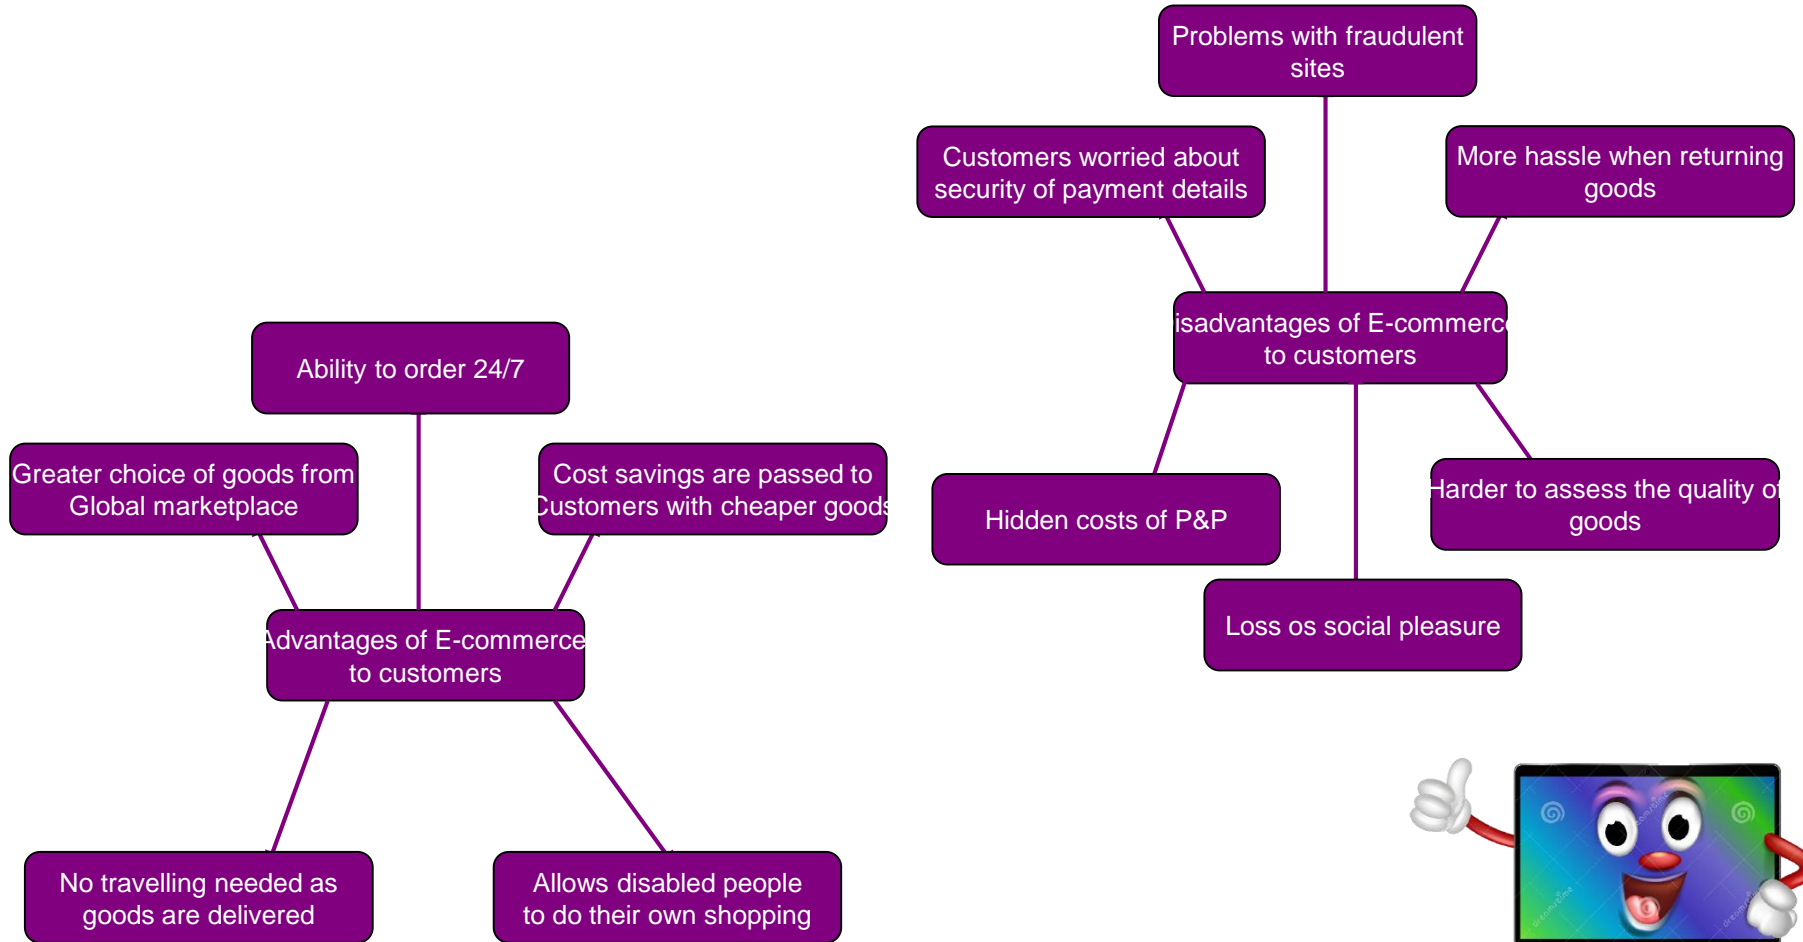 Problems with fraudulent
sites
Customers worried about
security of payment details
More hassle when returning
goods
isadvantages of E-commerce
to customers
Hidden costs of P&P
Harder to assess the quality of
goods
Loss os social pleasure
Ability to order 24/7
Greater choice of goods from
Global marketplace
Cost savings are passed to
Customers with cheaper goods
Advantages of E-commerce
to customers
No travelling needed as
goods are delivered
Allows disabled people
to do their own shopping